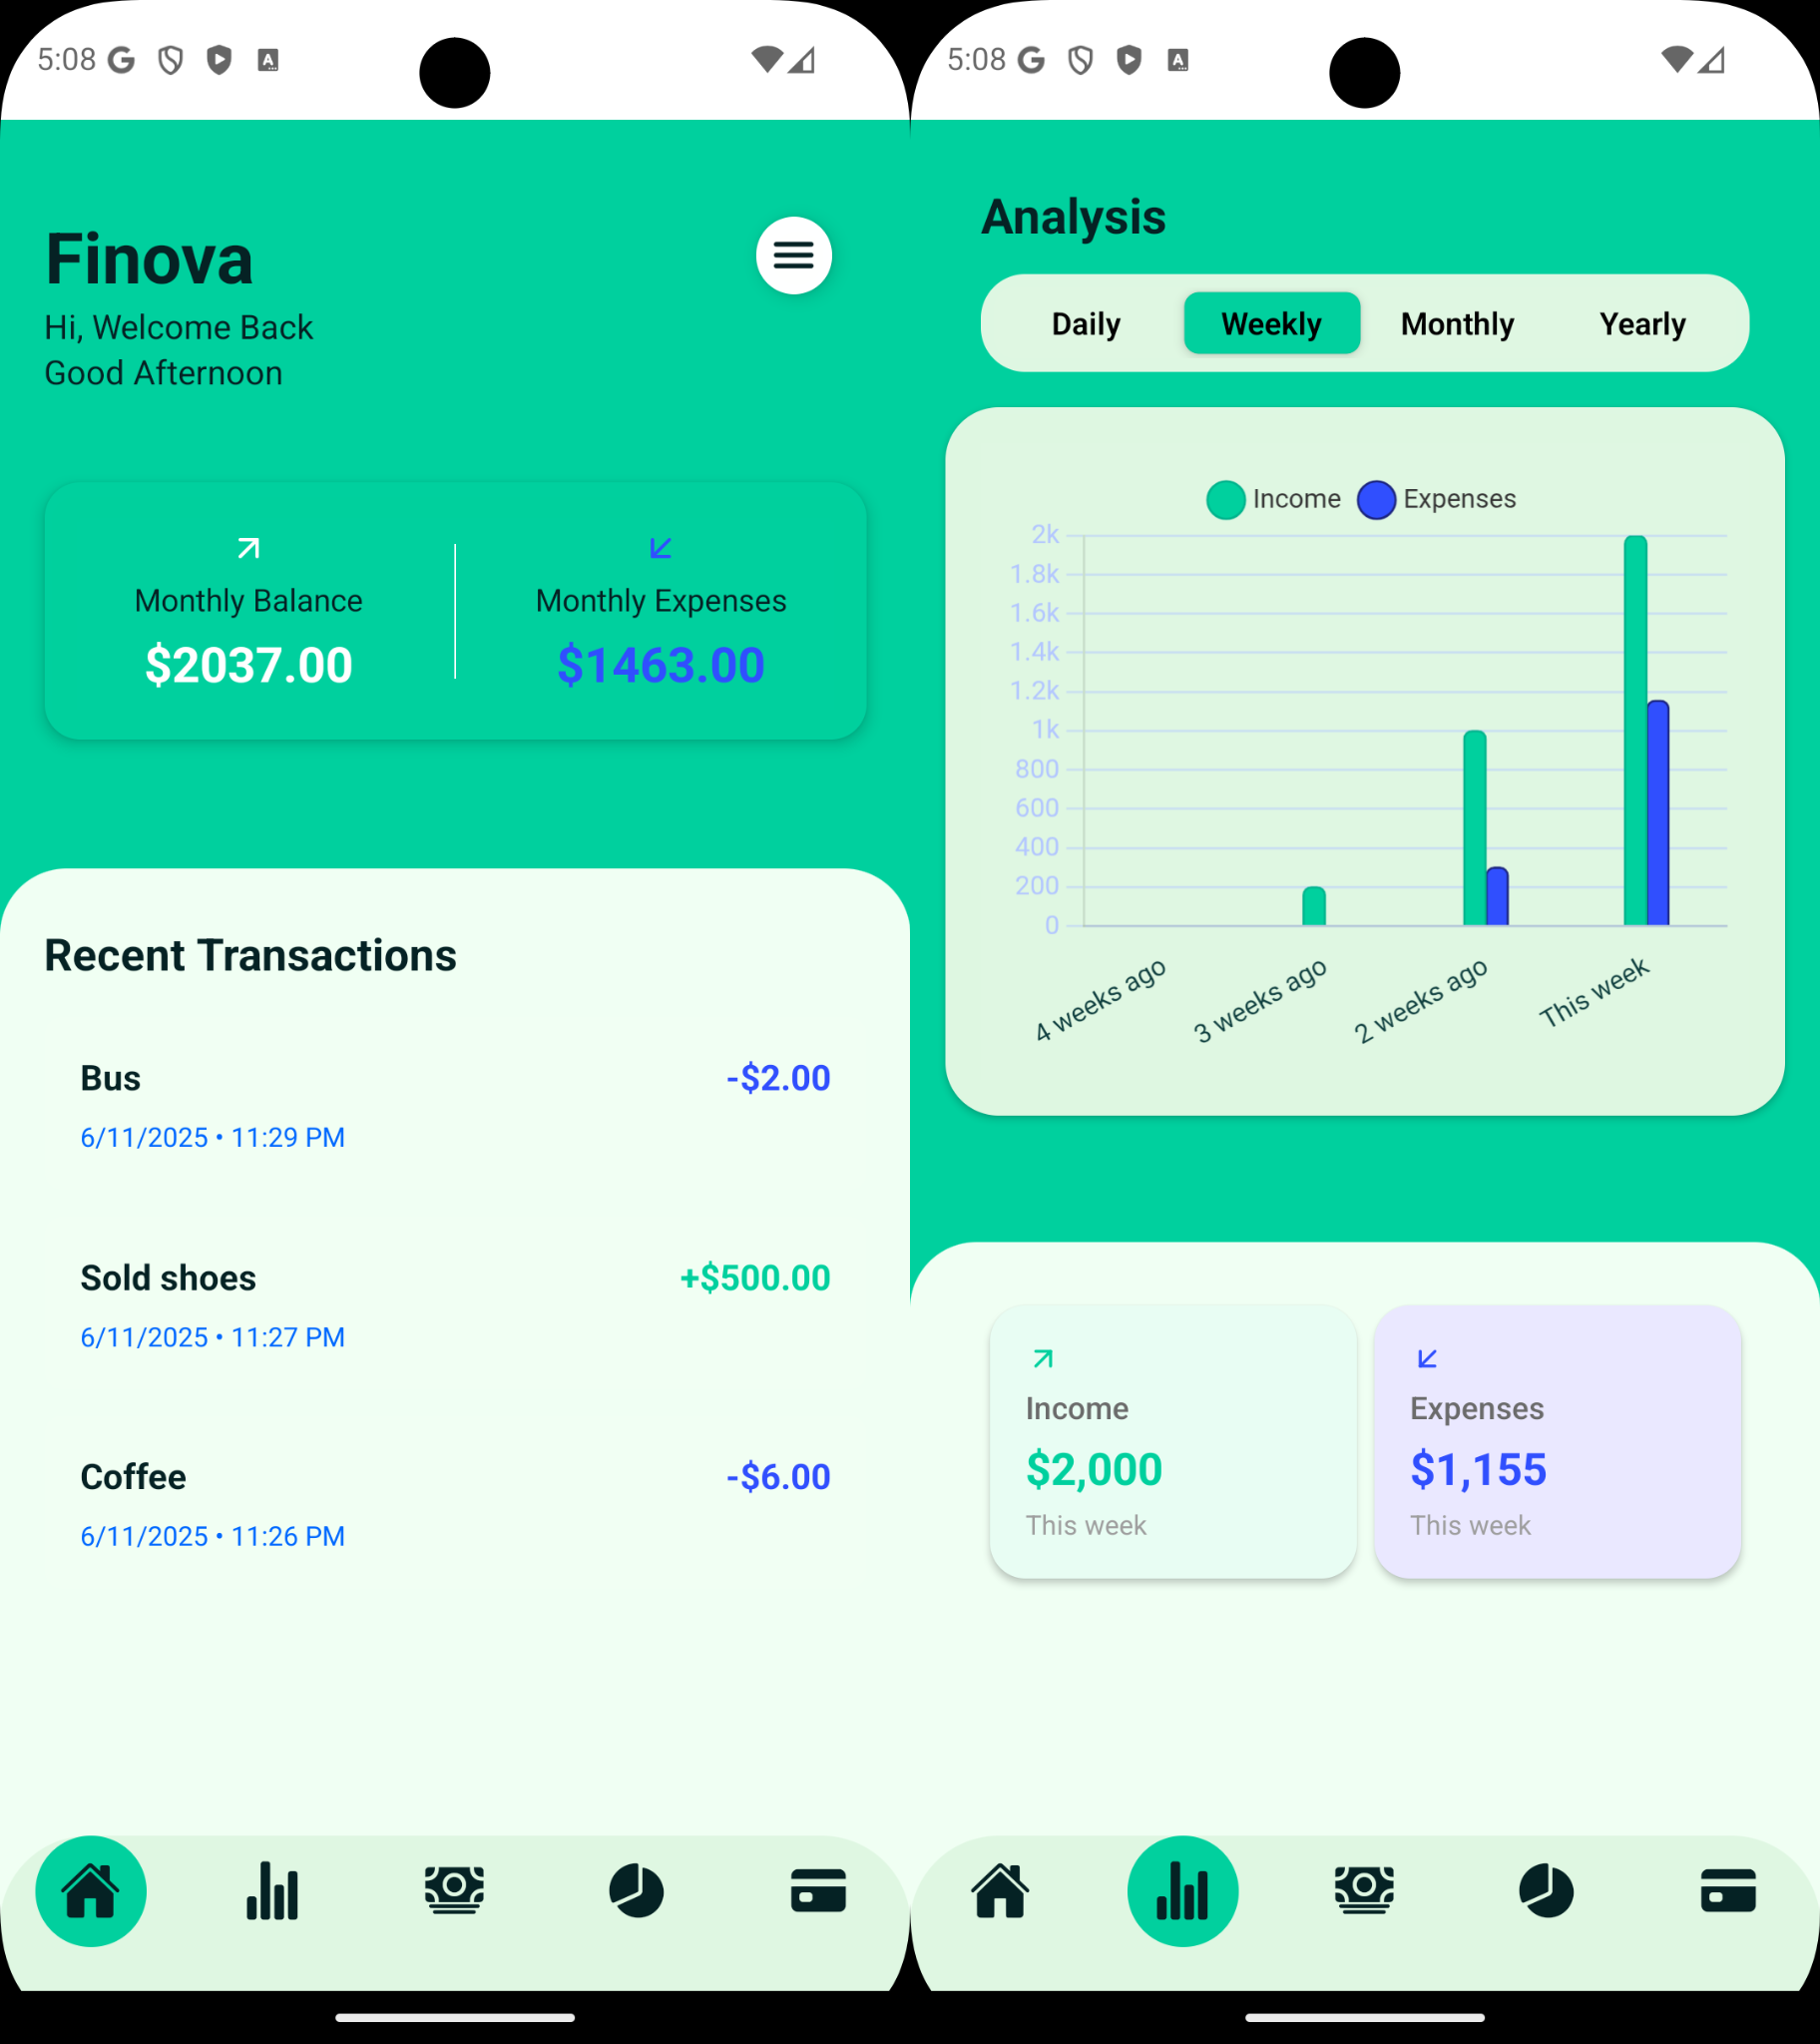 5:08
Finova
Hi, Welcome Back
Good Afternoon
Monthly Balance
$2037.00
Monthly Expenses
$1463.00
Recent Transactions
Bus
-$2.00
6/11/2025 • 11:29 PM
Sold shoes
+$500.00
6/11/2025 • 11:27 PM
Coffee
-$6.00
6/11/2025 • 11:26 PM
5:08
Analysis
Daily Weekly Monthly Yearly
Income Expenses
2k
1.8k
1.6k
1.4k
1.2k
1k
800
600
400
200
0
4 weeks ago
3 weeks ago
2 weeks ago
This week
Income
$2,000
This week
Expenses
$1,155
This week